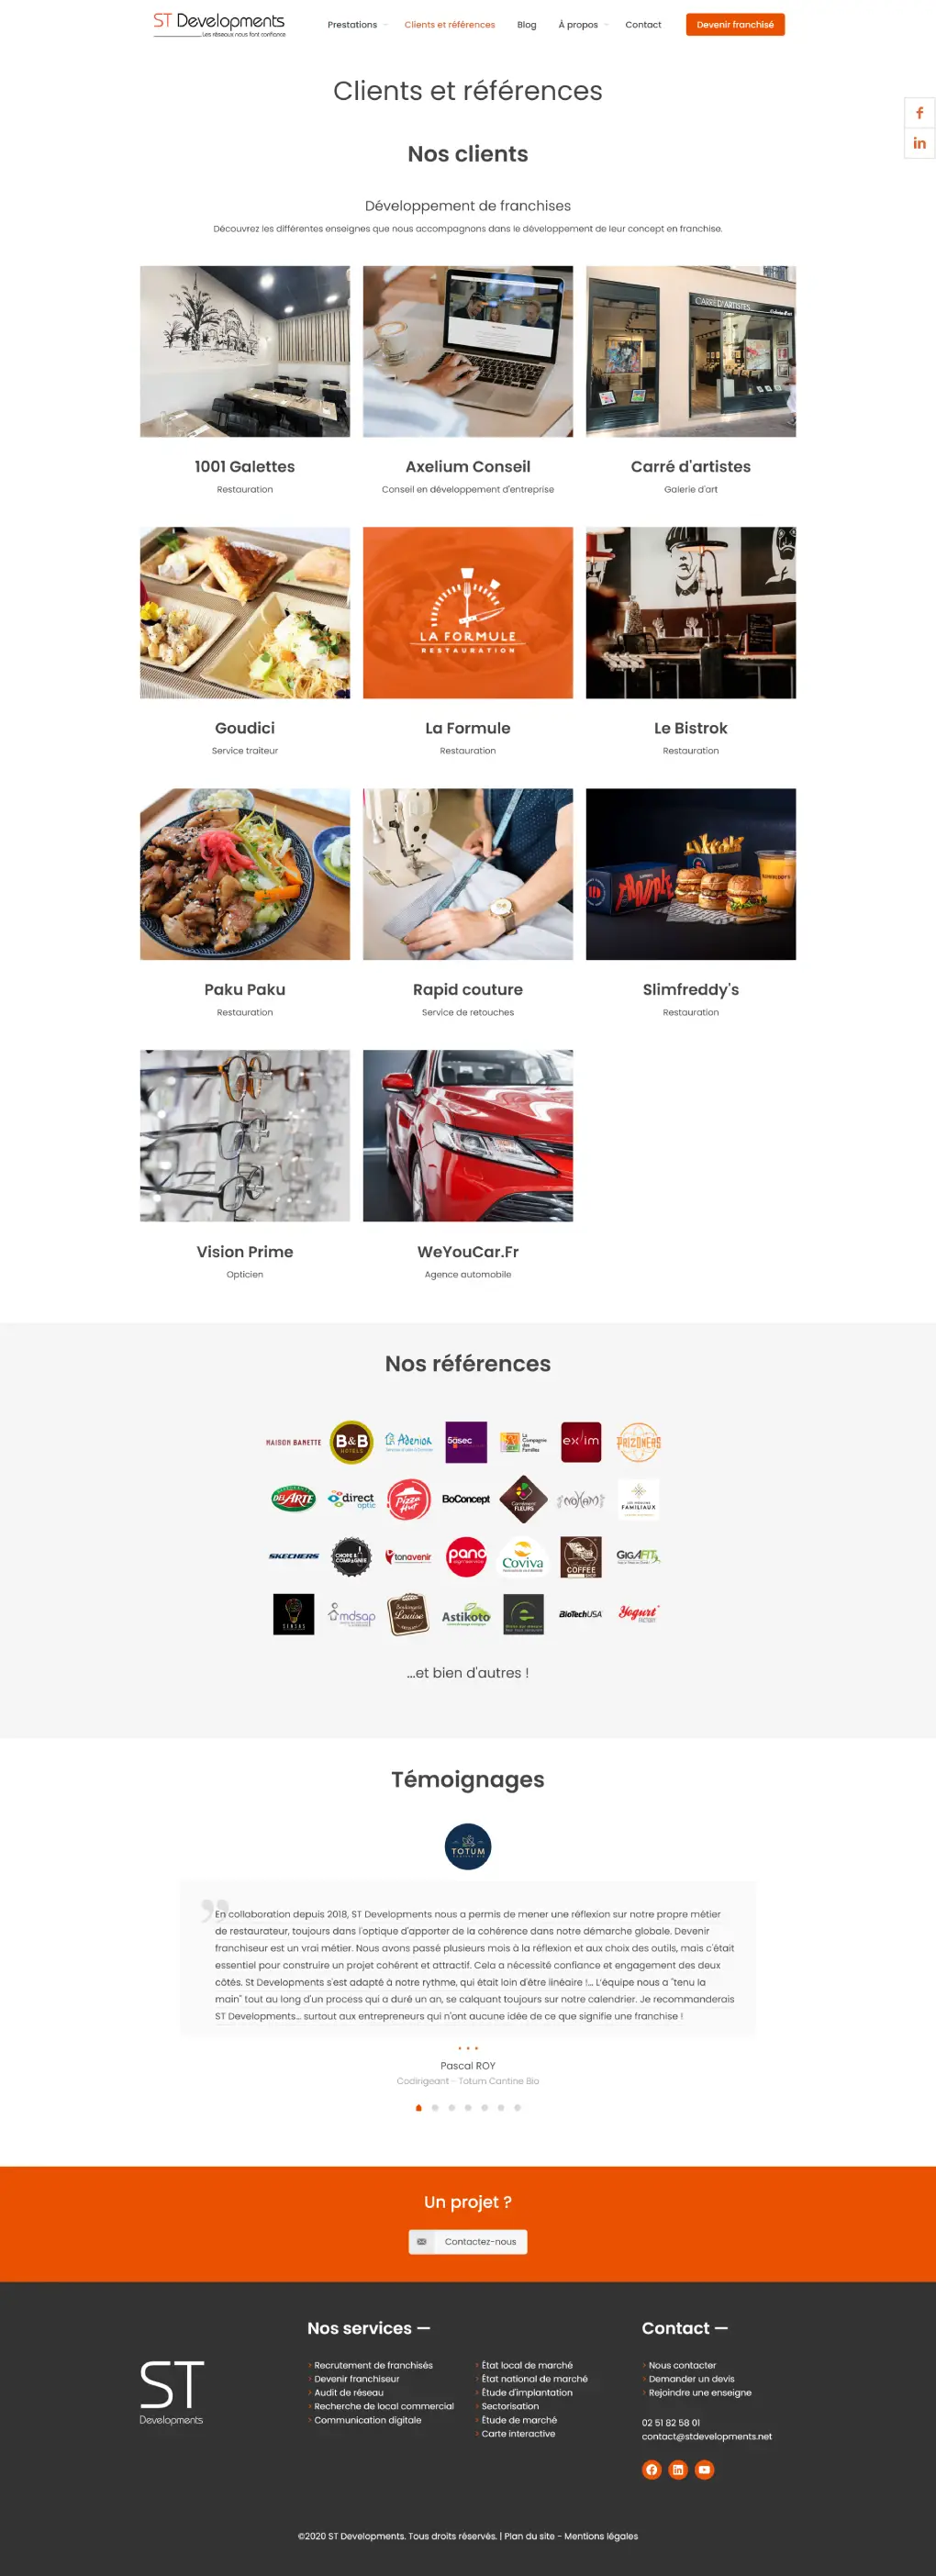 ST Developments
Les réseaux nous font confiance
Prestations
Clients et références
Blog
À propos
Contact
Devenir franchisé
Clients et références
Nos clients
Développement de franchises
Découvrez les différentes enseignes que nous accompagnons dans le développement de leur concept en franchise.
CARRÉ D'ARTISTES
1001 Galettes
Restauration
Axelium Conseil
Conseil en développement d'entreprise
Carré d'artistes
Galerie d'art
LA FORMULE
RESTAURATION
Goudici
Service traiteur
La Formule
Restauration
Le Bistrok
Restauration
Paku Paku
Restauration
Rapid couture
Service de retouches
Slimfreddy's
Restauration
Vision Prime
Opticien
WeYouCar.Fr
Agence automobile
Nos références
MAISON BANETTE
B&B
HOTELS
Adenior
5àsec
La Compagnie des Familles
ex/im
PRIZONERS
DEL ARTE
direct optic
Pizza Hut
BoConcept
Carrément FLEURS
NOHAM
FAMILIAUX
SKECHERS
CHOPE & COMPAGNIE
tonavenir
pano
Coviva
COFFEE SHOP
GIGAFIT
SENSAS
mdsap
Louise
Astikoto
BIOTECHUSA
Yogurt FACTORY
...et bien d'autres !
Témoignages
TOTUM
En collaboration depuis 2018, ST Developments nous a permis de mener une réflexion sur notre propre métier
de restaurateur, toujours dans l'optique d'apporter de la cohérence dans notre démarche globale. Devenir
franchiseur est un vrai métier. Nous avons passé plusieurs mois à la réflexion et aux choix des outils, mais c'était
essentiel pour construire un projet cohérent et attractif. Cela a nécessité confiance et engagement des deux
côtés. St Developments s'est adapté à notre rythme, qui était loin d'être linéaire !... L'équipe nous a "tenu la
main" tout au long d'un process qui a duré un an, se calquant toujours sur notre calendrier. Je recommanderais
ST Developments... surtout aux entrepreneurs qui n'ont aucune idée de ce que signifie une franchise !
Pascal ROY
Codirigeant - Totum Cantine Bio
Un projet ?
Contactez-nous
ST
Developments
Nos services —
Recrutement de franchisés
Devenir franchiseur
Audit de réseau
Recherche de local commercial
Communication digitale
État local de marché
État national de marché
Étude d'implantation
Sectorisation
Étude de marché
Carte interactive
Contact —
Nous contacter
Demander un devis
Rejoindre une enseigne
02 51 82 58 01
contact@stdevelopments.net
©2020 ST Developments. Tous droits réservés. | Plan du site - Mentions légales